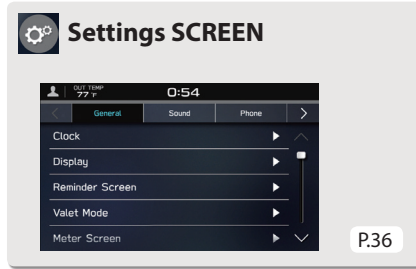 Settings SCREEN
OUT TEMP
77 °F
0:54
General Sound Phone
Clock
Display
Reminder Screen
Valet Mode
Meter Screen
P.36